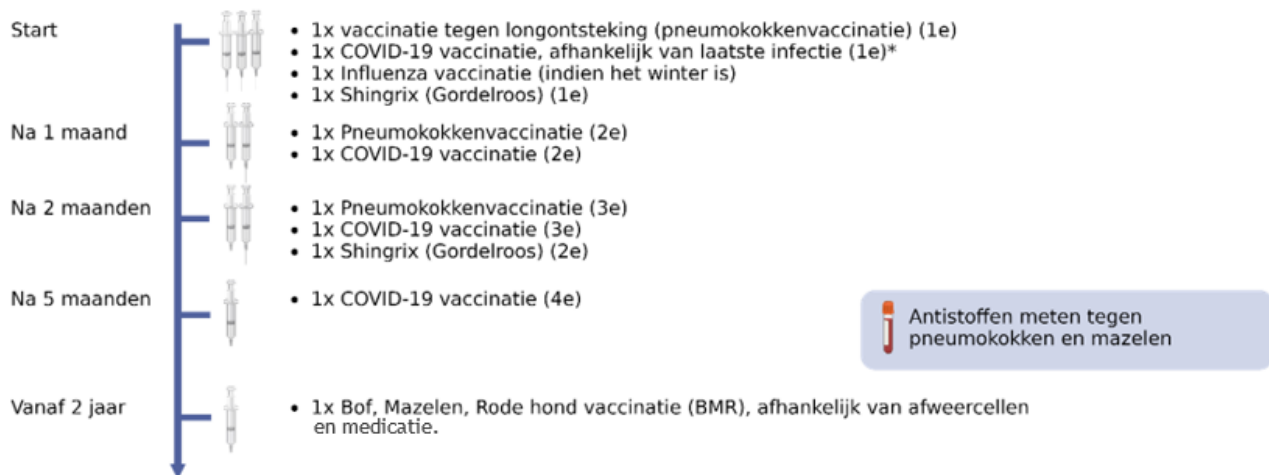 Start
• 1x vaccinatie tegen longontsteking (pneumokokkenvaccinatie) (1e)
• 1x COVID-19 vaccinatie, afhankelijk van laatste infectie (1e)*
• 1x Influenza vaccinatie (indien het winter is)
• 1x Shingrix (Gordelroos) (1e)
Na 1 maand
• 1x Pneumokokkenvaccinatie (2e)
• 1x COVID-19 vaccinatie (2e)
Na 2 maanden
• 1x Pneumokokkenvaccinatie (3e)
• 1x COVID-19 vaccinatie (3e)
• 1x Shingrix (Gordelroos) (2e)
Na 5 maanden
• 1x COVID-19 vaccinatie (4e)
Antistoffen meten tegen
pneumokokken en mazelen
Vanaf 2 jaar
• 1x Bof, Mazelen, Rode hond vaccinatie (BMR), afhankelijk van afweercellen
en medicatie.